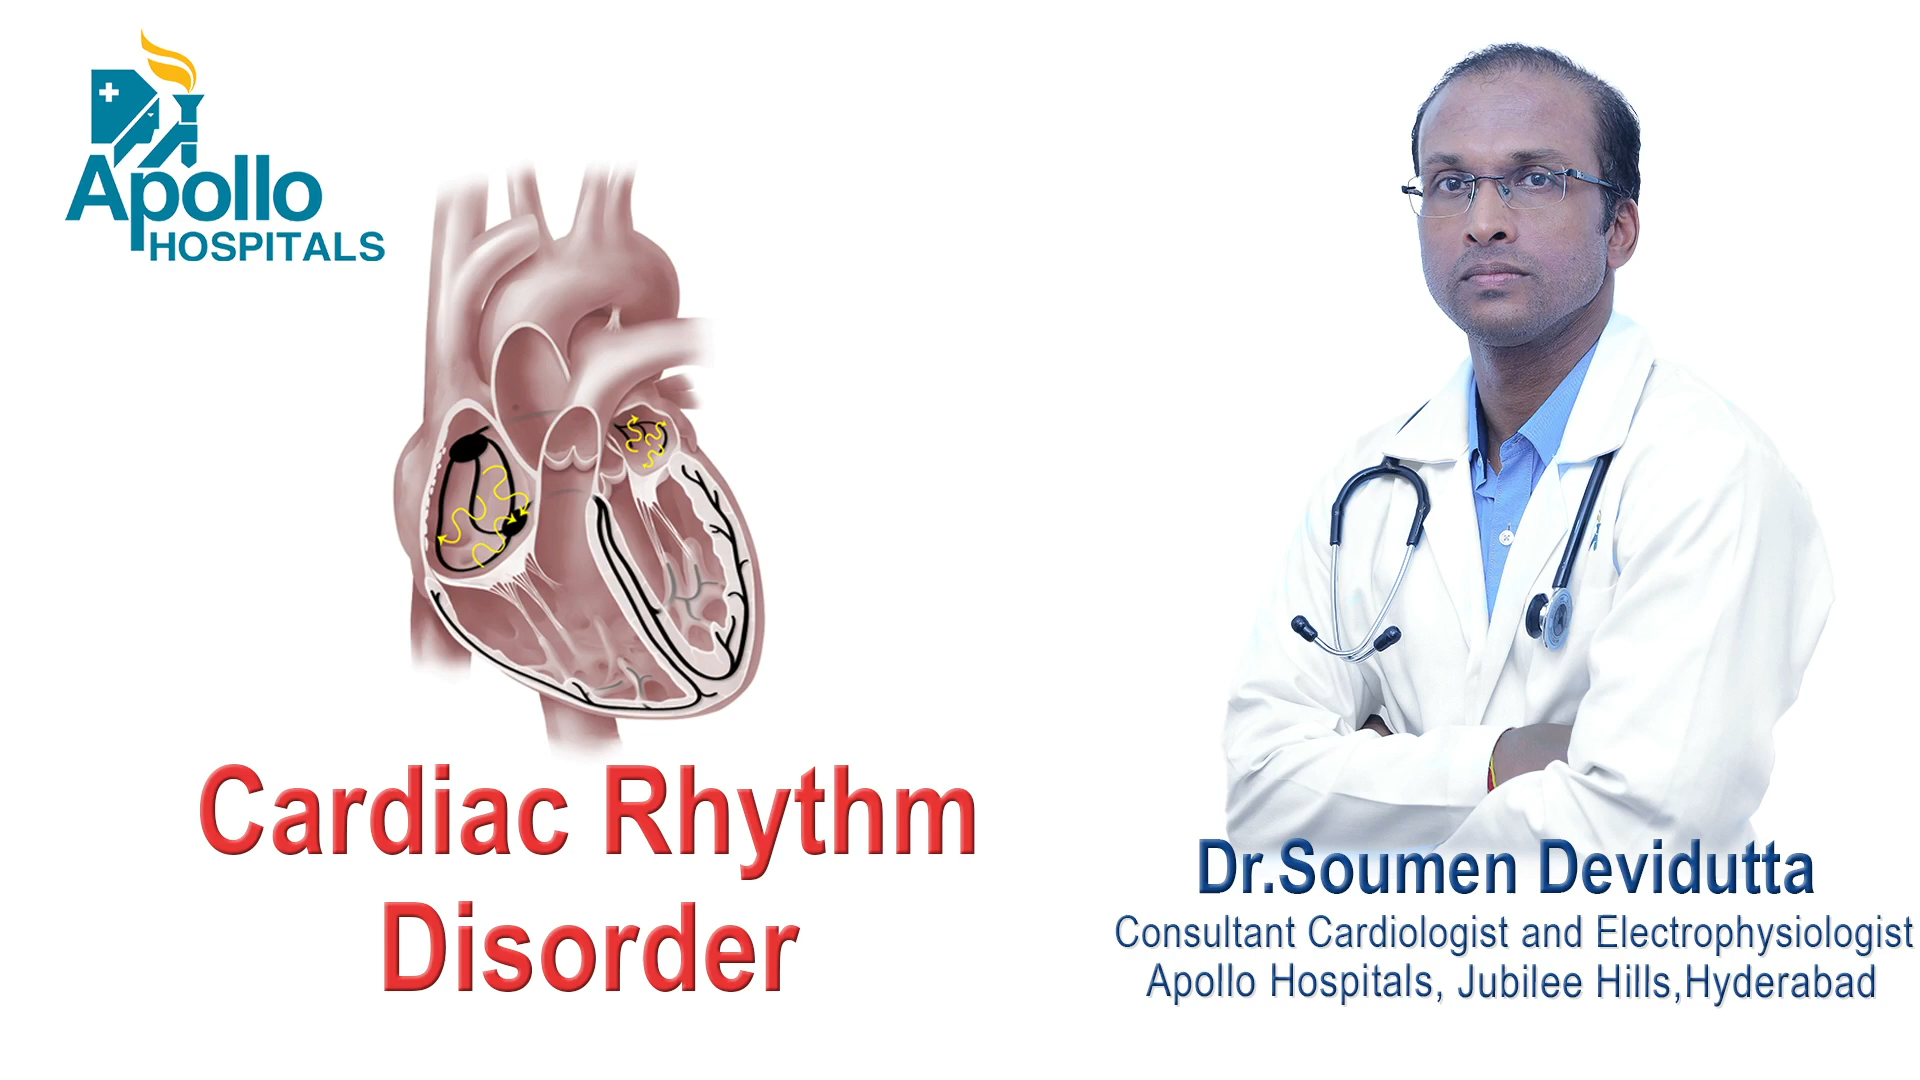 Apollo
HOSPITALS
Cardiac Rhythm
Disorder
Dr.Soumen Devidutta
Consultant Cardiologist and Electrophysiologist
Apollo Hospitals, Jubilee Hills,Hyderabad